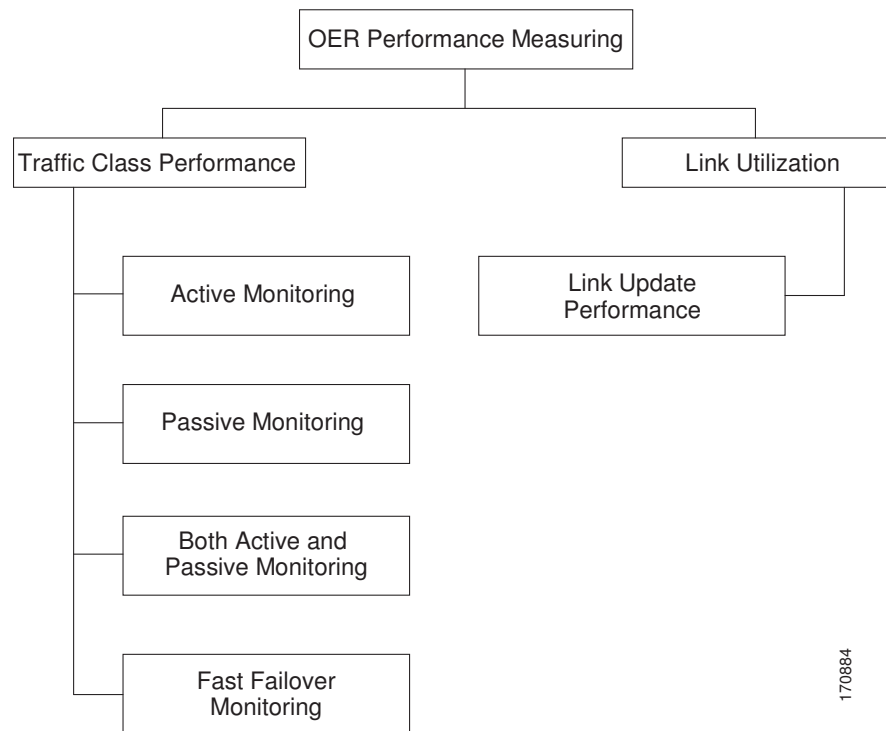 OER Performance Measuring
Traffic Class Performance
Link Utilization
Active Monitoring
Link Update
Performance
Passive Monitoring
Both Active and
Passive Monitoring
Fast Failover
Monitoring
170884